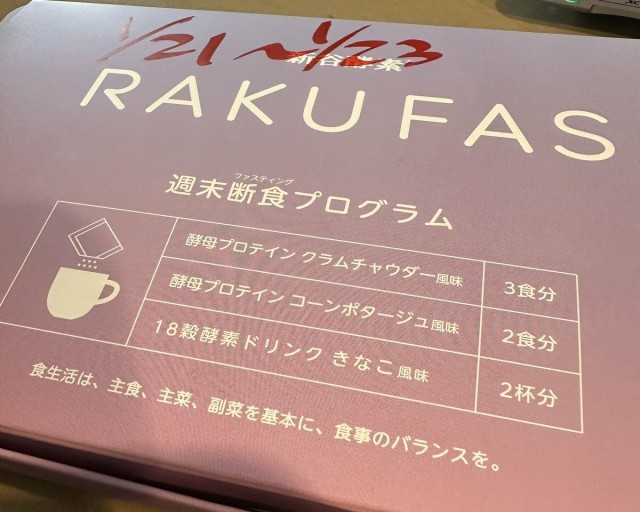 1/21~1/23
新谷酵素
RAKUFAS
ファスティング
週末断食プログラム
酵母プロテイン クラムチャウダー風味 3食分
酵母プロテイン コーンポタージュ風味 2食分
18穀酵素ドリンク きなこ風味 2杯分
食生活は、主食、主菜、副菜を基本に、食事のバランスを。